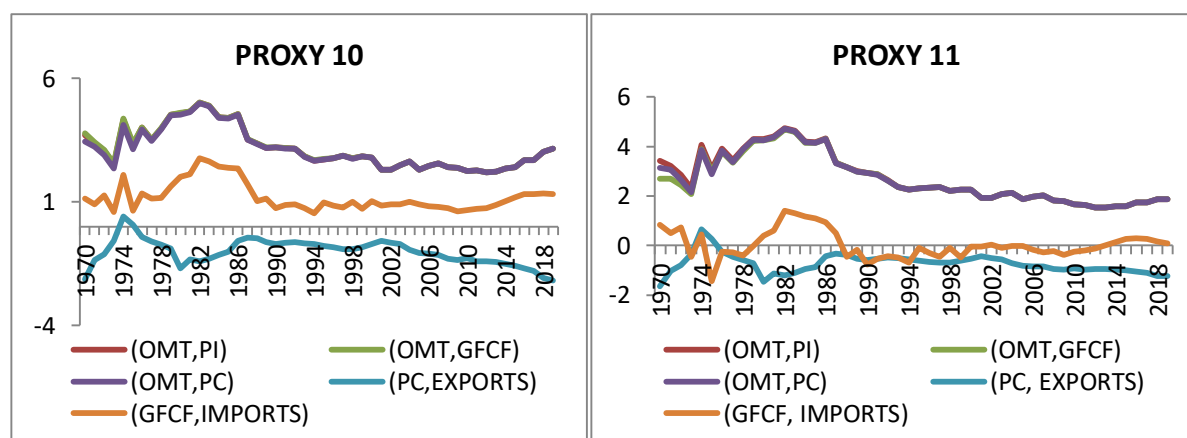 PROXY 10
6
1
-4
1970
1974
1978
1982
1986
1990
1994
1998
2002
2006
2010
2014
2018
(OMT,PI)
(OMT,GFCF)
(OMT,PC)
(PC,EXPORTS)
(GFCF,IMPORTS)
PROXY 11
6
4
2
0
-2
1970
1974
1978
1982
1986
1990
1994
1998
2002
2006
2010
2014
2018
(OMT,PI)
(OMT,GFCF)
(OMT,PC)
(PC, EXPORTS)
(GFCF, IMPORTS)